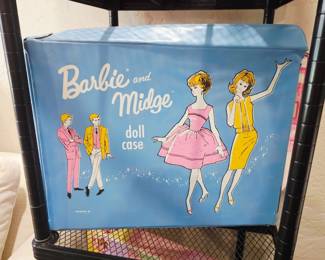 Barbie and
Midge
doll
case